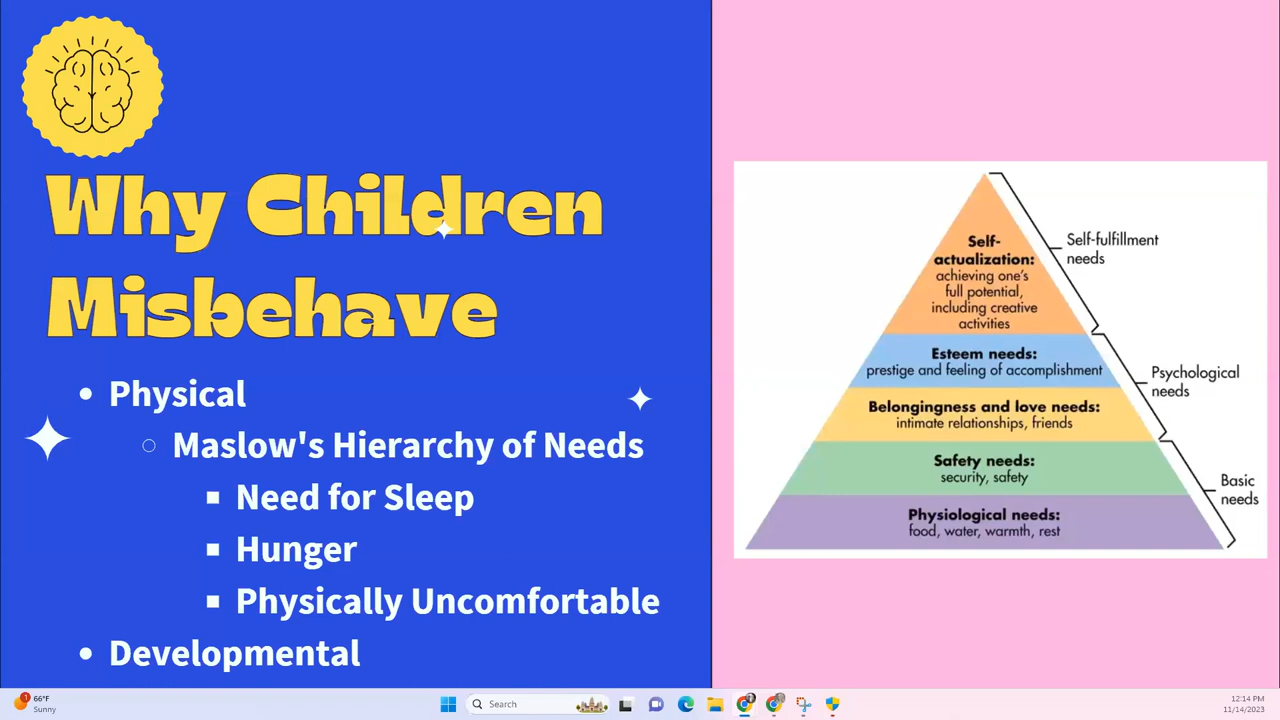 Why Children
Misbehave
• Physical
○ Maslow's Hierarchy of Needs
▪ Need for Sleep
▪ Hunger
▪ Physically Uncomfortable
• Developmental
Self-
actualization:
achieving one's
full potential,
including creative
activities
Esteem needs:
prestige and feeling of accomplishment
Belongingness and love needs:
intimate relationships, friends
Safety needs:
security, safety
Physiological needs:
food, water, warmth, rest
Self-fulfillment
needs
Psychological
needs
Basic
needs
1
66°F
Sunny
Search
12:14 PM
11/14/2023